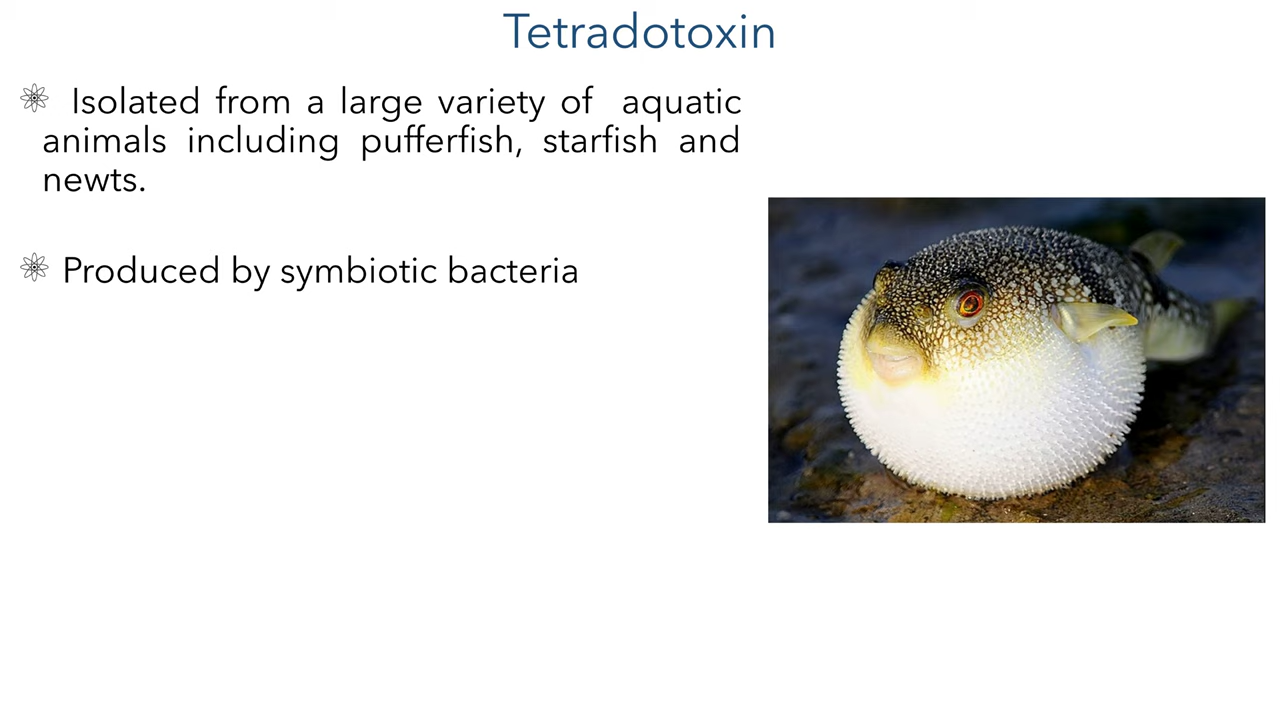 Tetradotoxin
Isolated from a large variety of aquatic
animals including pufferfish, starfish and
newts.
Produced by symbiotic bacteria